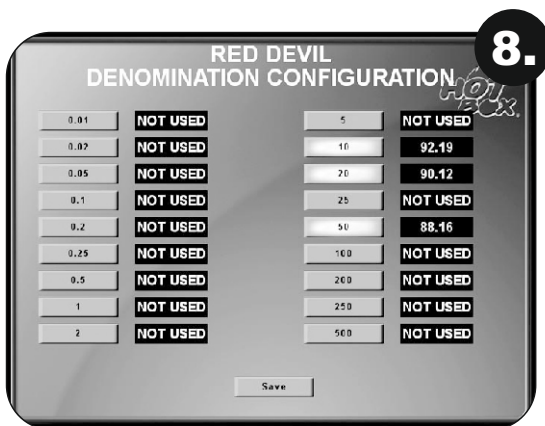 8.
RED DEVIL
DENOMINATION CONFIGURATION
HOT
BOX.
0.01 NOT USED 5 NOT USED
0.02 NOT USED 10 92.19
0.05 NOT USED 20 90.12
0.1 NOT USED 25 NOT USED
0.2 NOT USED 50 88.16
0.25 NOT USED 100 NOT USED
0.5 NOT USED 200 NOT USED
1 NOT USED 250 NOT USED
2 NOT USED 500 NOT USED
Save